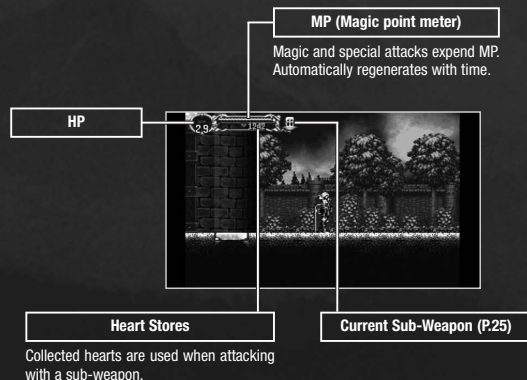 MP (Magic point meter)
Magic and special attacks expend MP.
Automatically regenerates with time.
HP
Heart Stores
Collected hearts are used when attacking
with a sub-weapon.
Current Sub-Weapon (P.25)